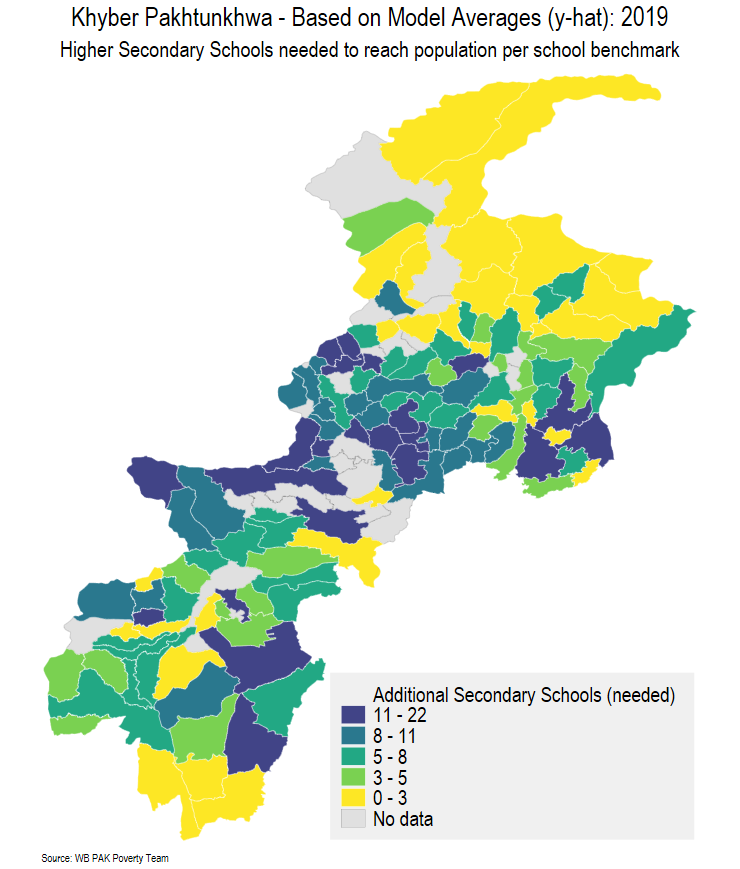 Khyber Pakhtunkhwa - Based on Model Averages (y-hat): 2019
Higher Secondary Schools needed to reach population per school benchmark
Additional Secondary Schools (needed)
11 - 22
8 - 11
5 - 8
3 - 5
0 - 3
No data
Source: WB PAK Poverty Team